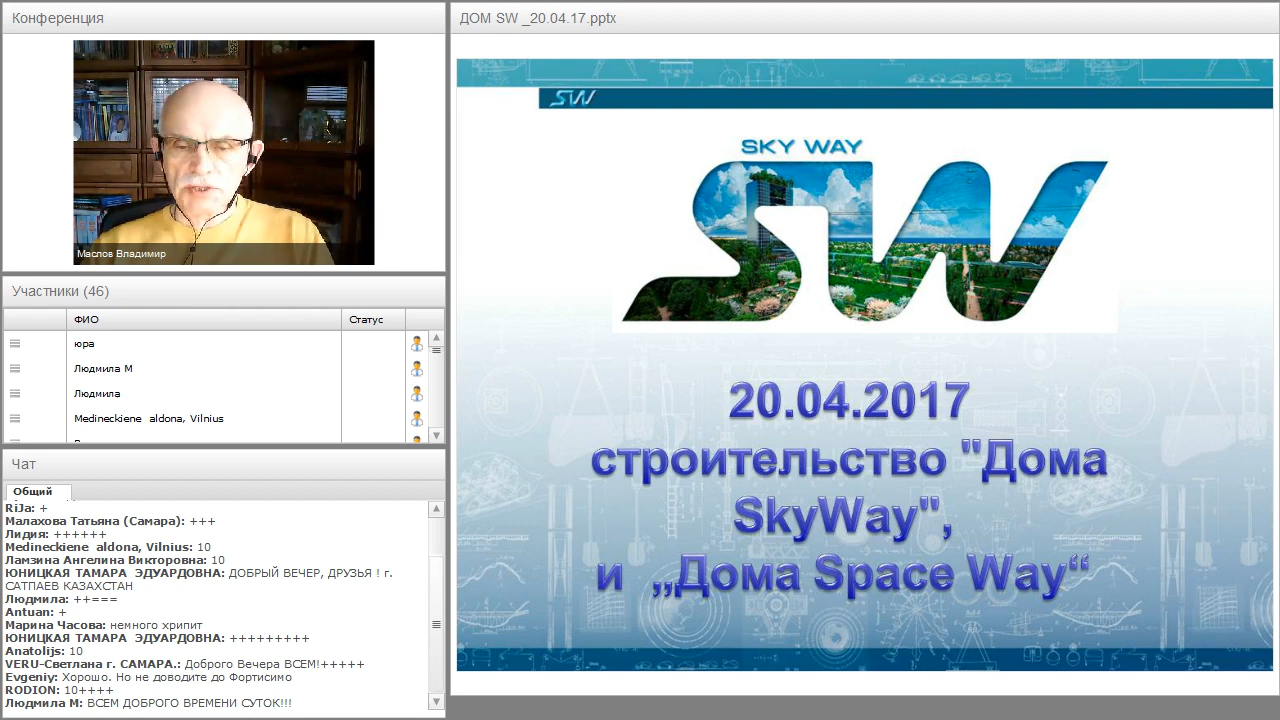 Конференция
Маслов Владимир
Участники (46)
ФИО
Статус
юра
Людмила М
Людмила
Medineckiene aldona, Vilnius
Чат
Общий
RiJa: +
Малахова Татьяна (Самара): +++
Лидия: ++++++
Medineckiene aldona, Vilnius: 10
Ламзина Ангелина Викторовна: 10
ЮНИЦКАЯ ТАМАРА ЭДУАРДОВНА: ДОБРЫЙ ВЕЧЕР, ДРУЗЬЯ ! г.
САТПАЕВ КАЗАХСТАН
Людмила: ++===
Antuan: +
Марина Часова: немного хрипит
ЮНИЦКАЯ ТАМАРА ЭДУАРДОВНА: +++++++++
Anatolijs: 10
VERU-Светлана г. САМАРА.: Доброго Вечера ВСЕМ!+++++
Evgeniy: Хорошо. Но не доводите до Фортисимо
RODION: 10++++
Людмила М: ВСЕМ ДОБРОГО ВРЕМЕНИ СУТОК!!!
ДОМ SW _20.04.17.pptx
SW
SKY WAY
SW
20.04.2017
строительство "Дома
SkyWay",
и „Дома Space Way“